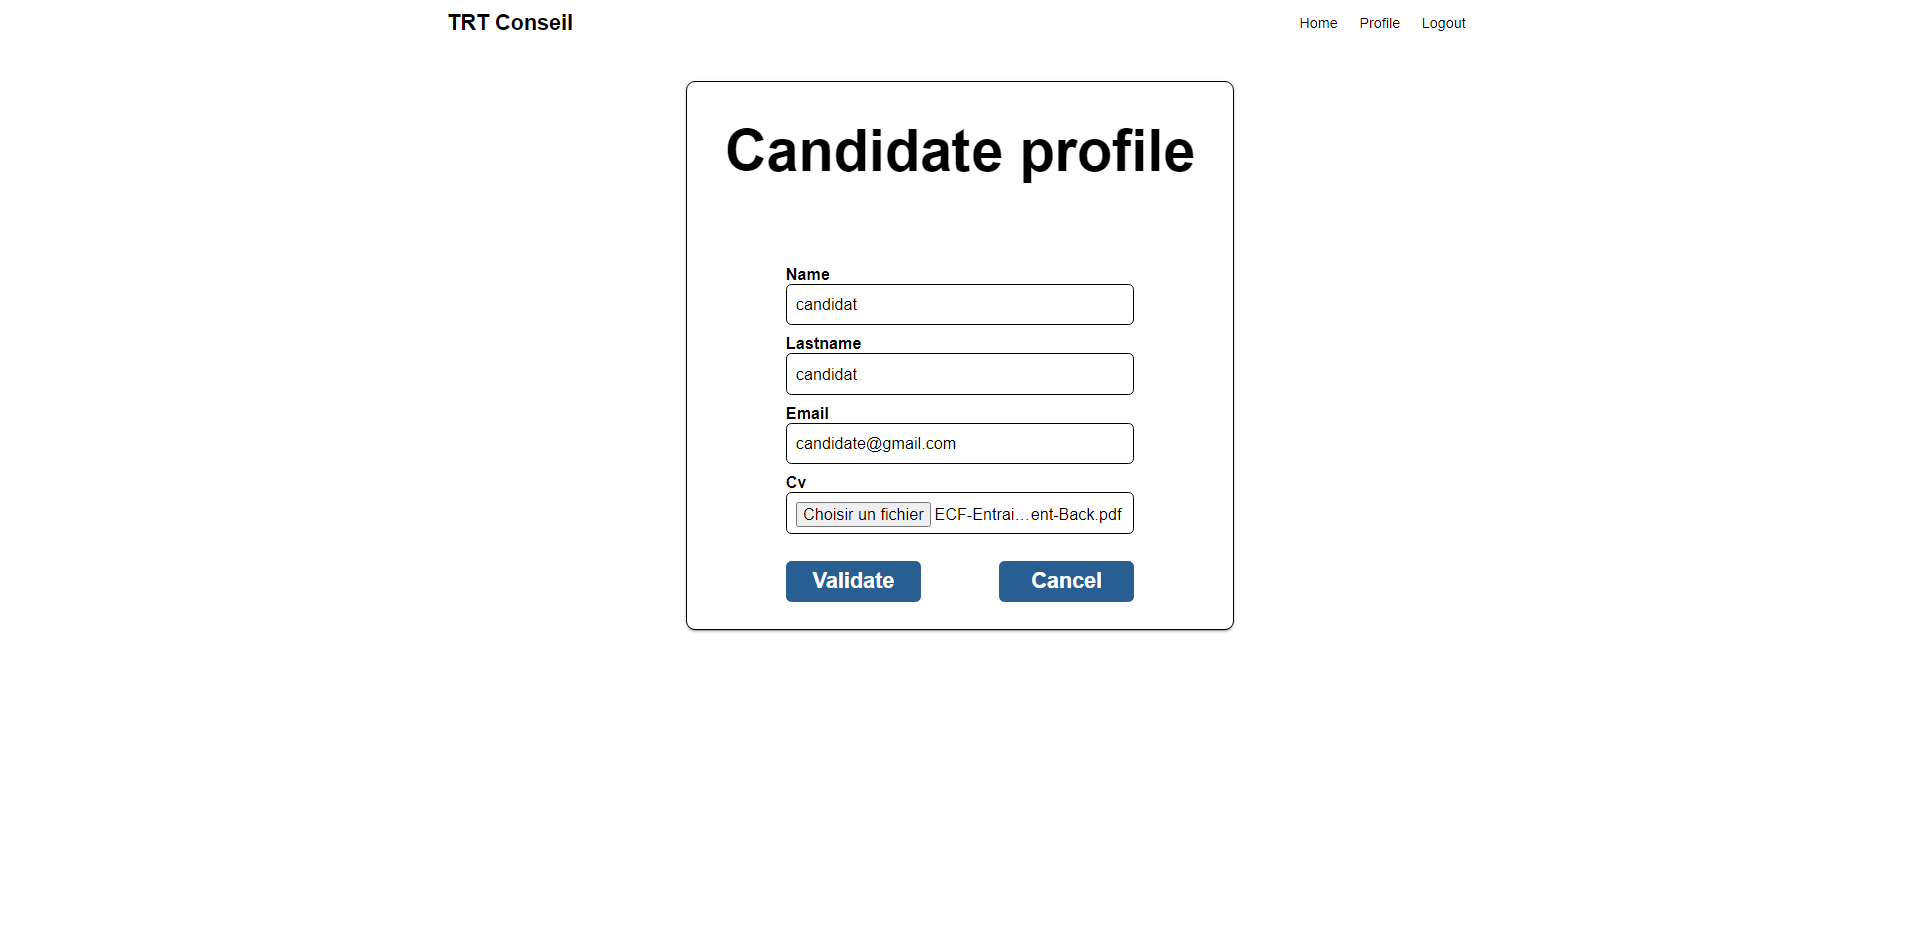 TRT Conseil
Home Profile Logout
Candidate profile
Name
candidat
Lastname
candidat
Email
candidate@gmail.com
Cv
Choisir un fichier ECF-Entrai…ent-Back.pdf
Validate Cancel